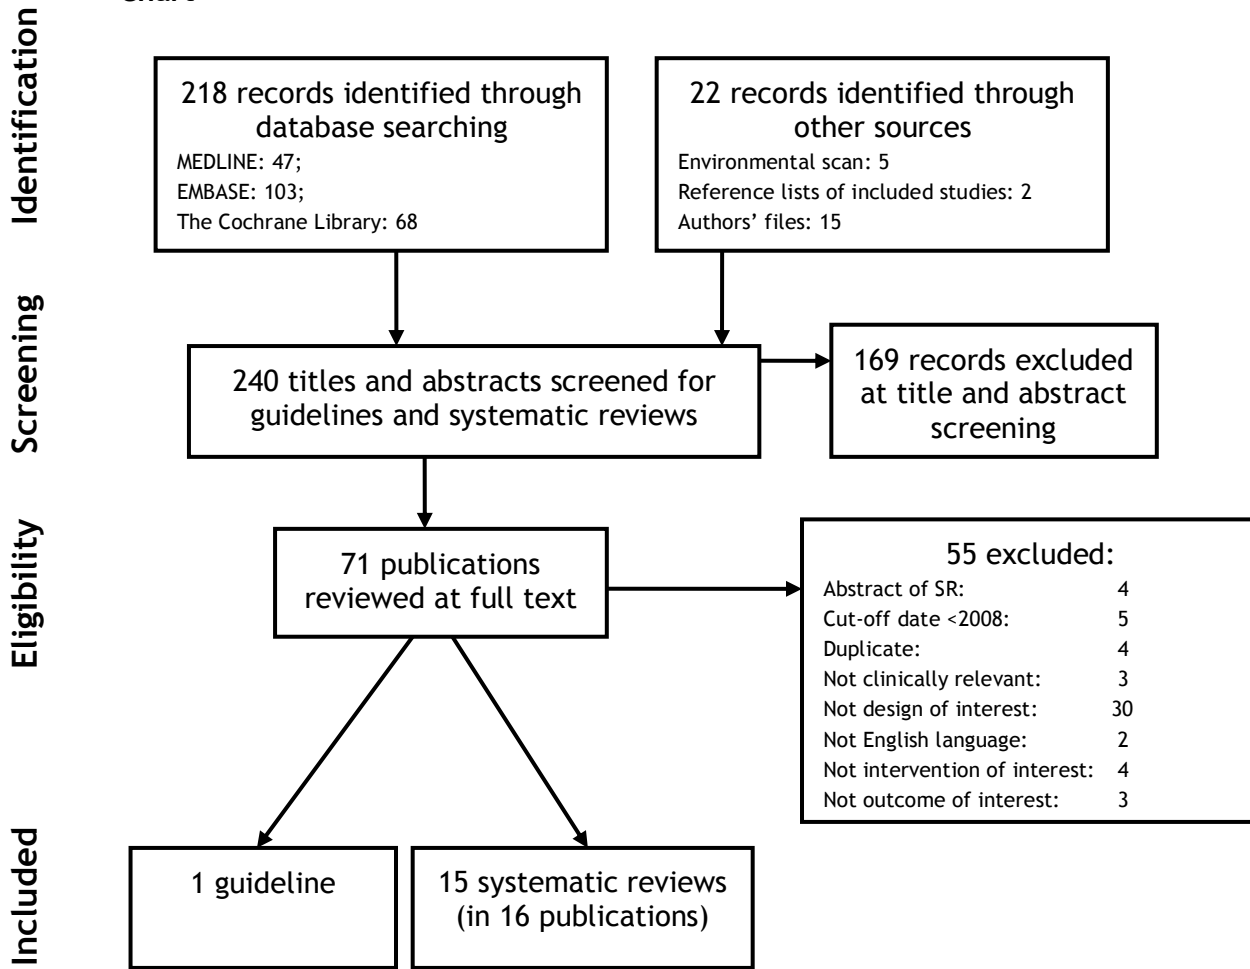 Chart
Identification
218 records identified through
database searching
MEDLINE: 47;
EMBASE: 103;
The Cochrane Library: 68
22 records identified through
other sources
Environmental scan: 5
Reference lists of included studies: 2
Authors’ files: 15
Screening
240 titles and abstracts screened for
guidelines and systematic reviews
169 records excluded
at title and abstract
screening
Eligibility
71 publications
reviewed at full text
55 excluded:
Abstract of SR: 4
Cut-off date <2008: 5
Duplicate: 4
Not clinically relevant: 3
Not design of interest: 30
Not English language: 2
Not intervention of interest: 4
Not outcome of interest: 3
Included
1 guideline
15 systematic reviews
(in 16 publications)